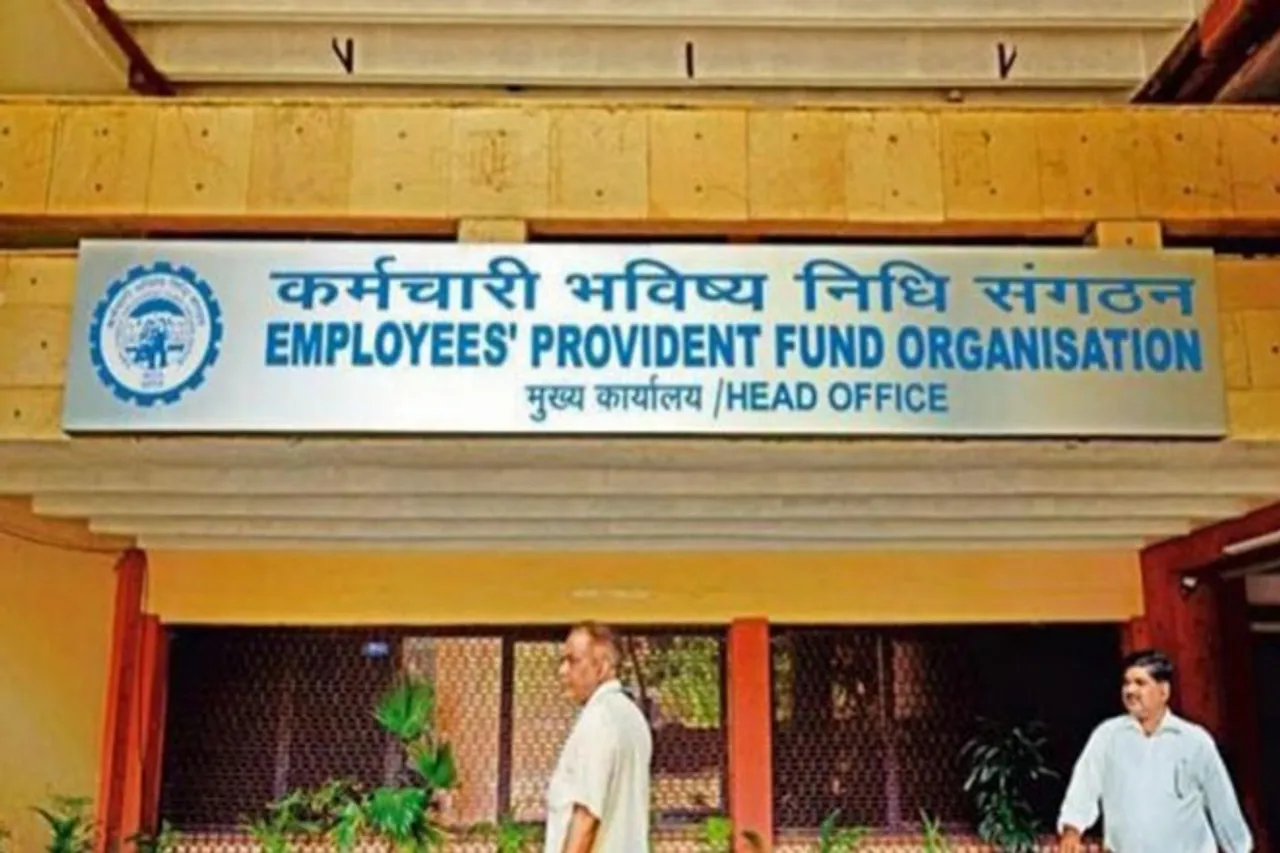 कर्मचारी भविष्य निधि संगठन
EMPLOYEES' PROVIDENT FUND ORGANISATION
मुख्य कार्यालय /HEAD OFFICE